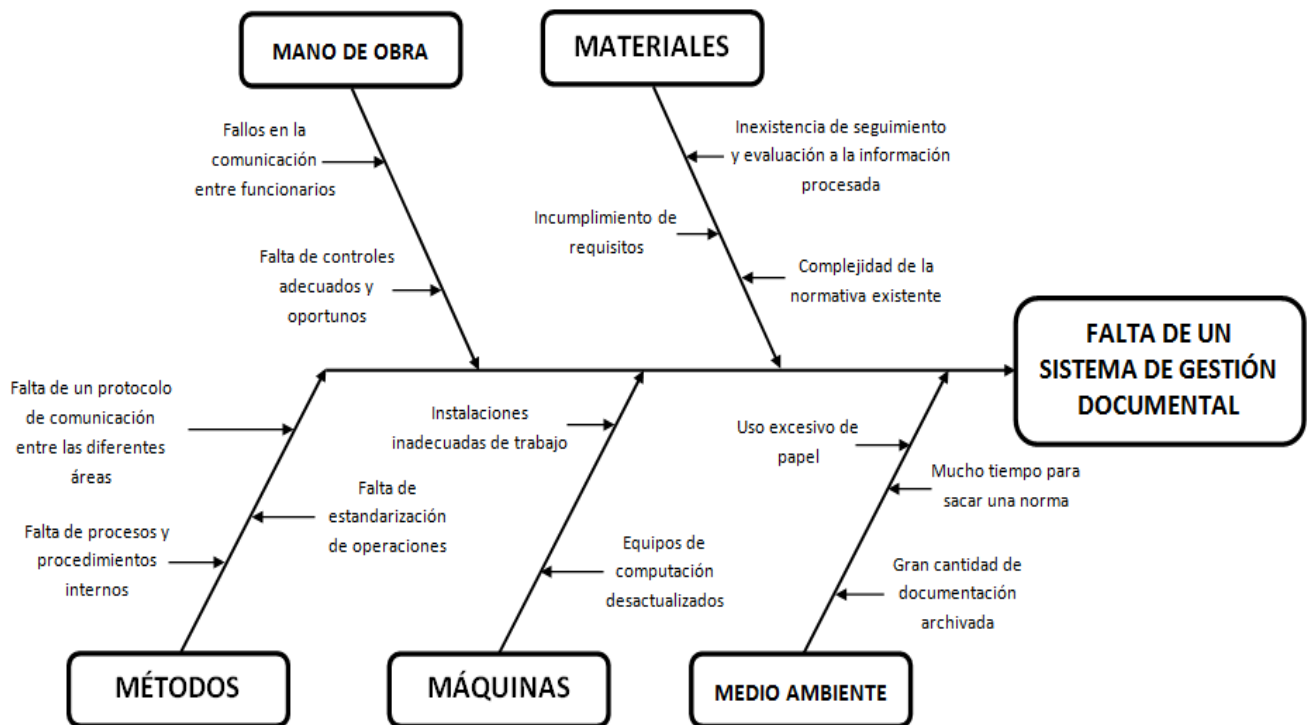 MANO DE OBRA
Fallos en la
comunicación
entre funcionarios
Falta de controles
adecuados y
oportunos
MATERIALES
Inexistencia de seguimiento
y evaluación a la información
procesada
Incumplimiento de
requisitos
Complejidad de la
normativa existente
FALTA DE UN
SISTEMA DE GESTIÓN
DOCUMENTAL
Falta de un protocolo
de comunicación
entre las diferentes
áreas
Falta de
estandarización
de operaciones
Falta de procesos y
procedimientos
internos
MÉTODOS
Instalaciones
inadecuadas de trabajo
Equipos de
computación
desactualizados
MÁQUINAS
Uso excesivo de
papel
Mucho tiempo para
sacar una norma
Gran cantidad de
documentación
archivada
MEDIO AMBIENTE